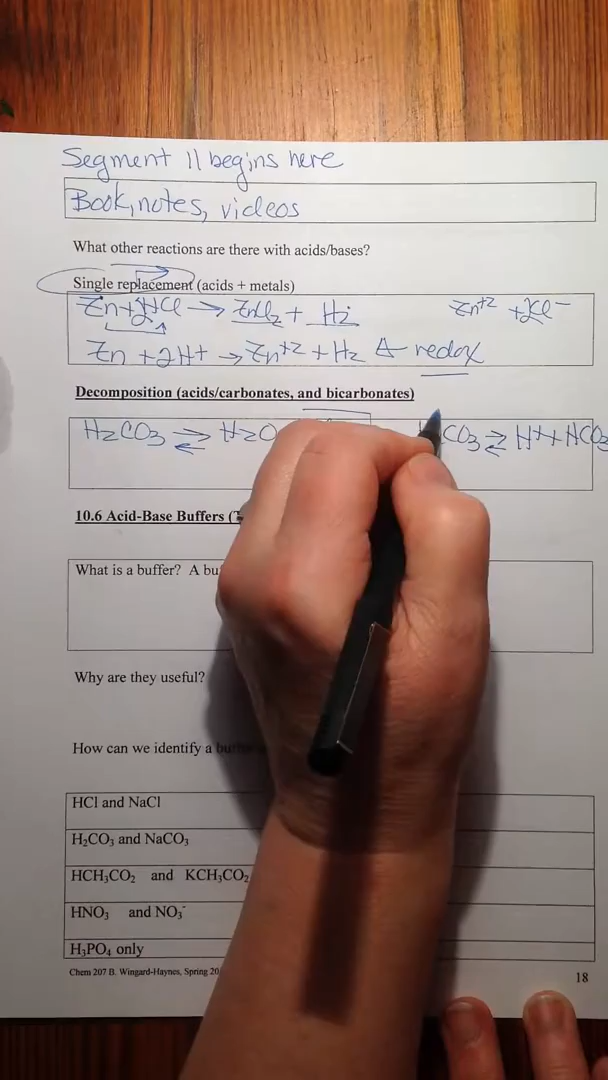 Segment 11 begins here
Book, notes, videos
What other reactions are there with acids/bases?
Single replacement (acids + metals)
Zn + 2HCl → ZnCl₂ + H₂ Zn⁺² + 2Cl⁻
Zn + 2H⁺ → Zn⁺² + H₂ redox
Decomposition (acids/carbonates, and bicarbonates)
H₂CO₃ ⇌ H₂O CO₃ ⇌ H⁺ + HCO₃
10.6 Acid-Base Buffers
What is a buffer? A
Why are they useful?
How can we identify a
HCl and NaCl
H₂CO₃ and NaCO₃
HCH₃CO₂ and KCH₃CO₂
HNO₃ and NO₃⁻
H₃PO₄ only
Chem 207 B. Wingard-Haynes, Spring 20
18